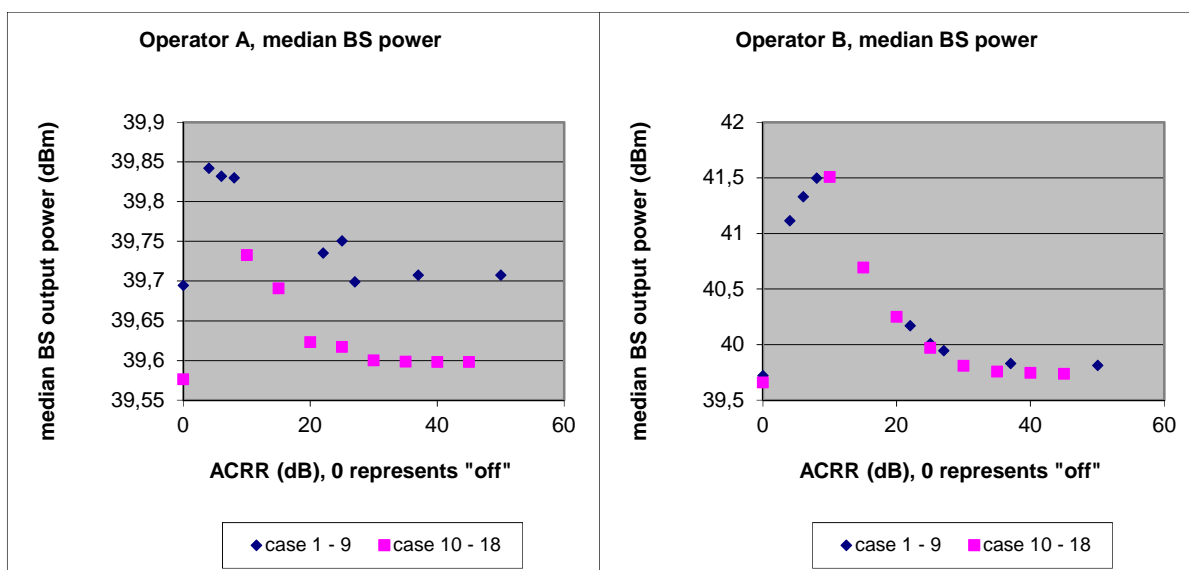 Operator A, median BS power
median BS output power (dBm)
39,9
39,85
39,8
39,75
39,7
39,65
39,6
39,55
0 20 40 60
ACRR (dB), 0 represents "off"
case 1 - 9 case 10 - 18
Operator B, median BS power
median BS output power (dBm)
42
41,5
41
40,5
40
39,5
0 20 40 60
ACRR (dB), 0 represents "off"
case 1 - 9 case 10 - 18